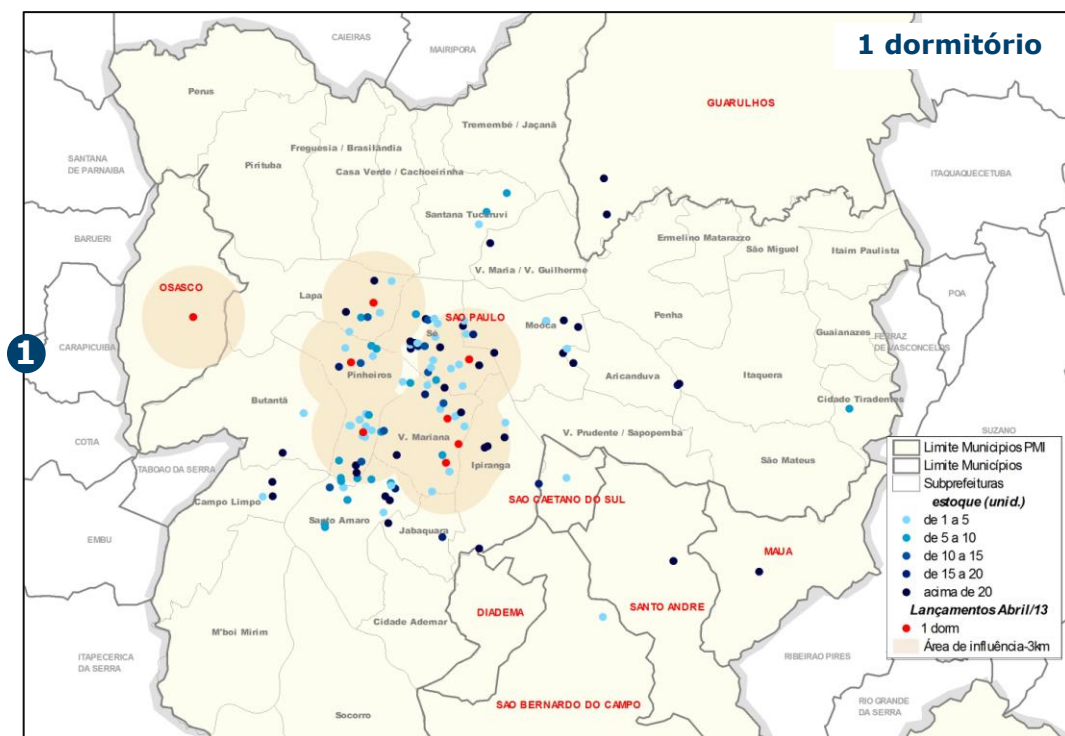 1 dormitório
CAIEIRAS
MAIRIPORA
Perus
GUARULHOS
Tremembé / Jaçanã
Freguesia / Brasilândia
Pirituba
Casa Verde / Cachoeirinha
SANTANA
DE PARNAIBA
ITAQUAQUECETUBA
Santana Tucuruvi
Ermelino Matarazzo
São Miguel
Itaim Paulista
BARUERI
V. Maria / V. Guilherme
OSASCO
Lapa
POA
SAO PAULO
Mooca
Penha
Sé
Guaianazes
FERRAZ
DE VASCONCELOS
1
CARAPICUIBA
Pinheiros
Aricanduva
Itaquera
Butantã
Cidade Tiradentes
COTIA
V. Mariana
V. Prudente / Sapopemba
SUZANO
TABOAO DA SERRA
Ipiranga
São Mateus
Campo Limpo
SAO CAETANO DO SUL
Santo Amaro
Jabaquara
EMBU
MAUA
DIADEMA
SANTO ANDRE
Cidade Ademar
M'boi Mirim
ITAPECERICA
DA SERRA
RIBEIRAO PIRES
SAO BERNARDO DO CAMPO
RIO GRANDE
DA SERRA
Socorro
Limite Municipios PMI
Limite Municípios
Subprefeituras
estoque (unid.)
de 1 a 5
de 5 a 10
de 10 a 15
de 15 a 20
acima de 20
Lançamentos Abril/13
1 dorm
Área de influência-3km